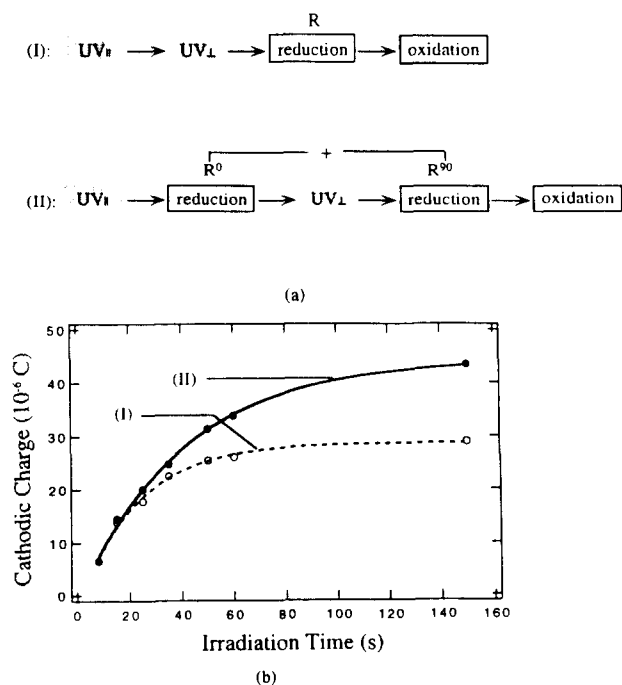 R
(I): UV∥ → UV⊥ → reduction → oxidation
+
R⁰ R⁹⁰
(II): UV∥ → reduction → UV⊥ → reduction → oxidation
(a)
50
40
30
20
10
0
Cathodic Charge (10⁻⁶ C)
(II)
(I)
0 20 40 60 80 100 120 140 160
Irradiation Time (s)
(b)